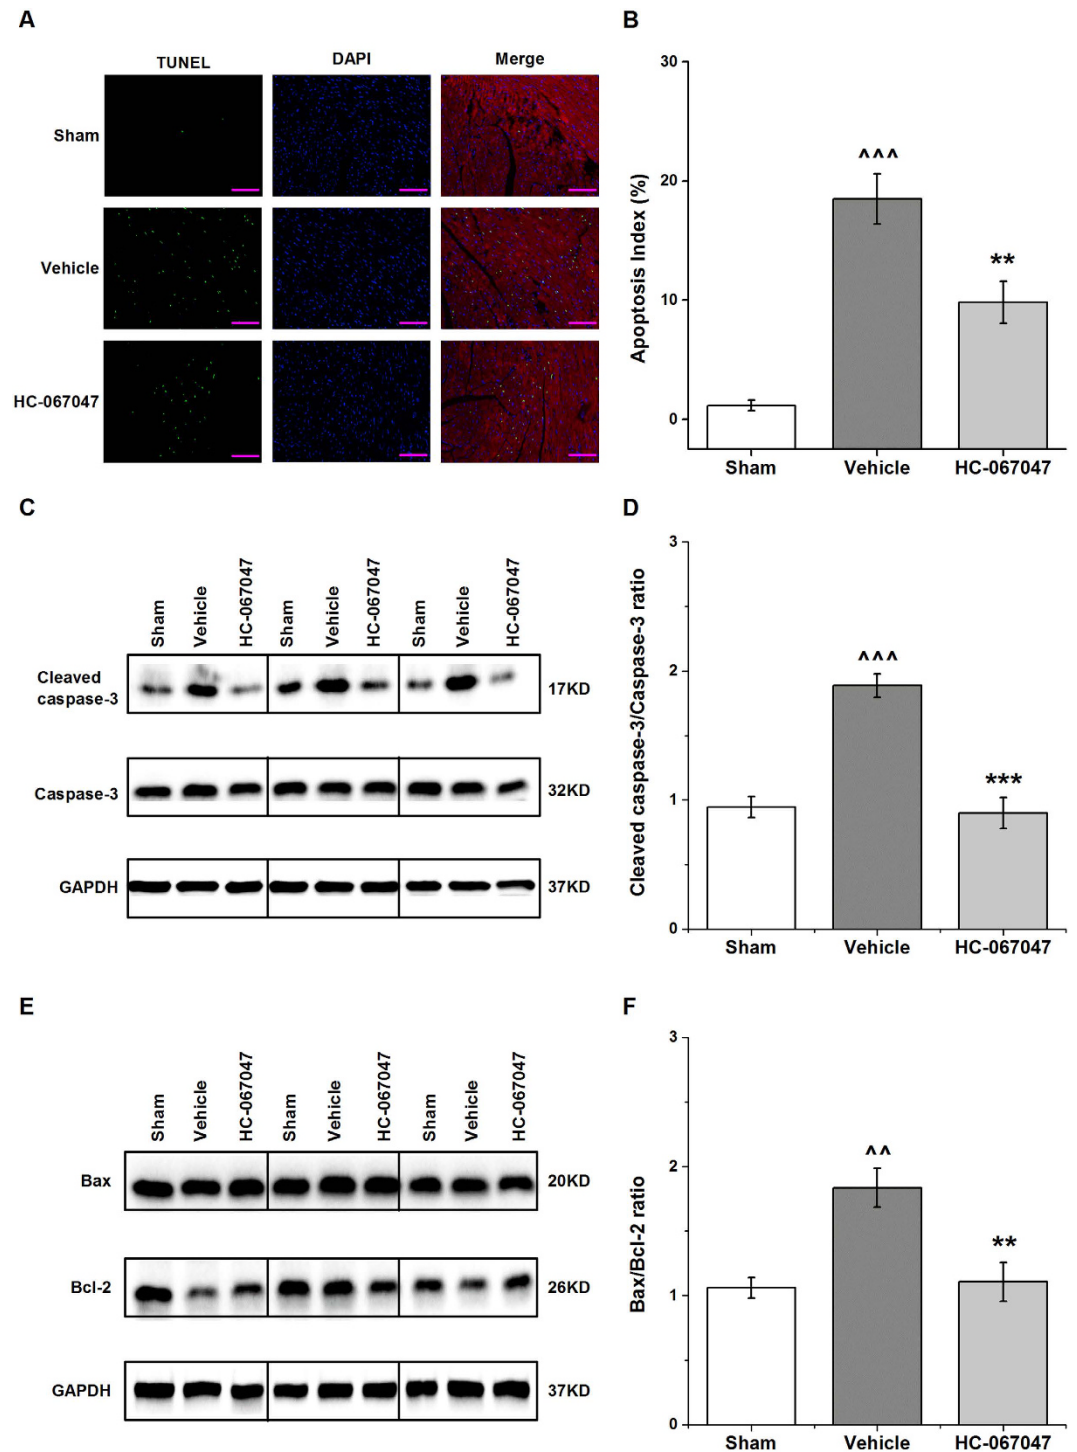 A
TUNEL DAPI Merge
Sham
Vehicle
HC-067047
B
Apoptosis Index (%)
30
20
10
0
^^^
**
Sham Vehicle HC-067047
C
Sham Vehicle HC-067047 Sham Vehicle HC-067047 Sham Vehicle HC-067047
Cleaved
caspase-3
17KD
Caspase-3 32KD
GAPDH 37KD
D
Cleaved caspase-3/Caspase-3 ratio
3
2
1
0
^^^
***
Sham Vehicle HC-067047
E
Sham Vehicle HC-067047 Sham Vehicle HC-067047 Sham Vehicle HC-067047
Bax 20KD
Bcl-2 26KD
GAPDH 37KD
F
Bax/Bcl-2 ratio
3
2
1
0
^^
**
Sham Vehicle HC-067047